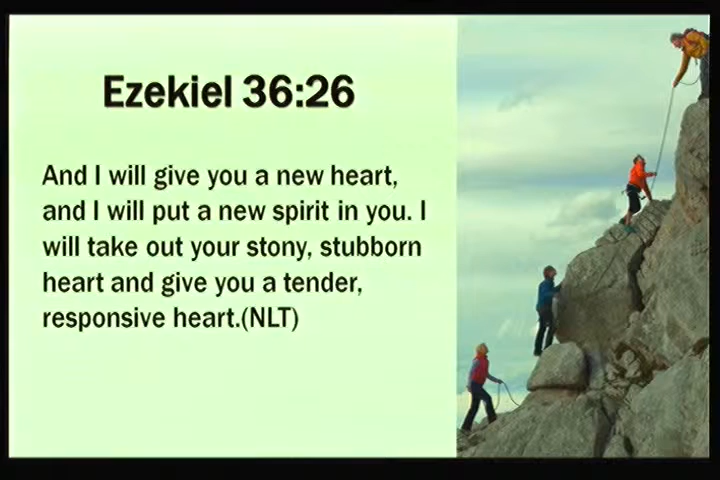 Ezekiel 36:26
And I will give you a new heart,
and I will put a new spirit in you. I
will take out your stony, stubborn
heart and give you a tender,
responsive heart.(NLT)